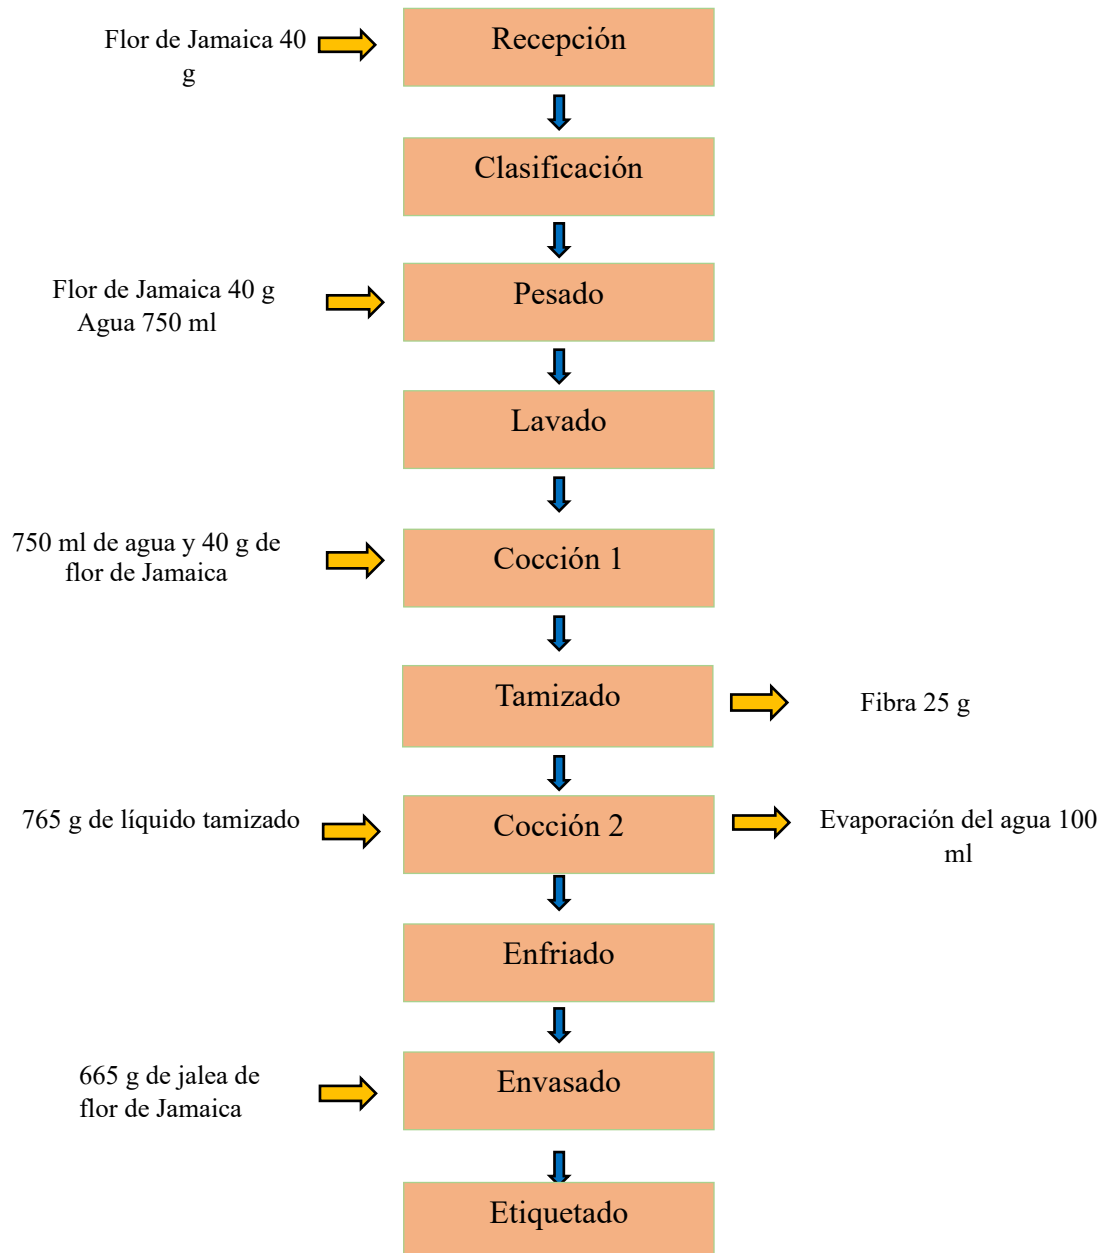 Flor de Jamaica 40
g
Recepción
Clasificación
Flor de Jamaica 40 g
Agua 750 ml
Pesado
Lavado
750 ml de agua y 40 g de
flor de Jamaica
Cocción 1
Tamizado
Fibra 25 g
765 g de líquido tamizado
Cocción 2
Evaporación del agua 100
ml
Enfriado
665 g de jalea de
flor de Jamaica
Envasado
Etiquetado